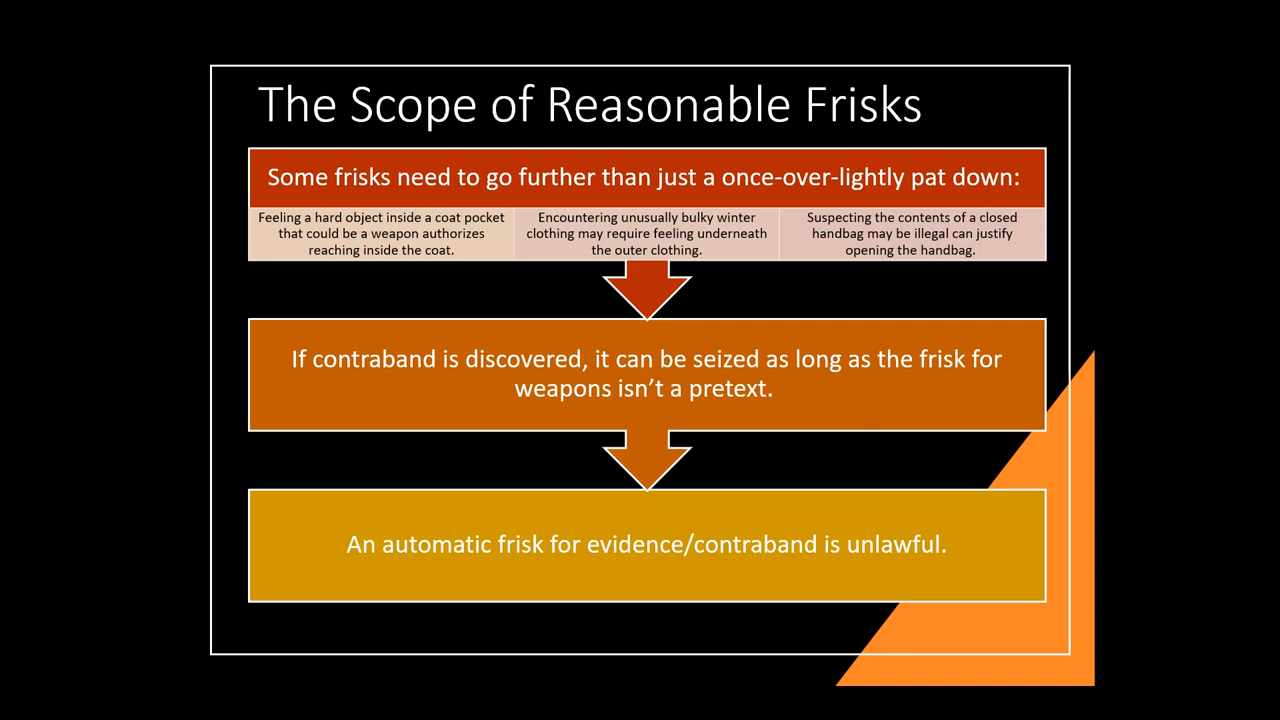 The Scope of Reasonable Frisks
Some frisks need to go further than just a once-over-lightly pat down:
Feeling a hard object inside a coat pocket
that could be a weapon authorizes
reaching inside the coat.
Encountering unusually bulky winter
clothing may require feeling underneath
the outer clothing.
Suspecting the contents of a closed
handbag may be illegal can justify
opening the handbag.
If contraband is discovered, it can be seized as long as the frisk for
weapons isn’t a pretext.
An automatic frisk for evidence/contraband is unlawful.